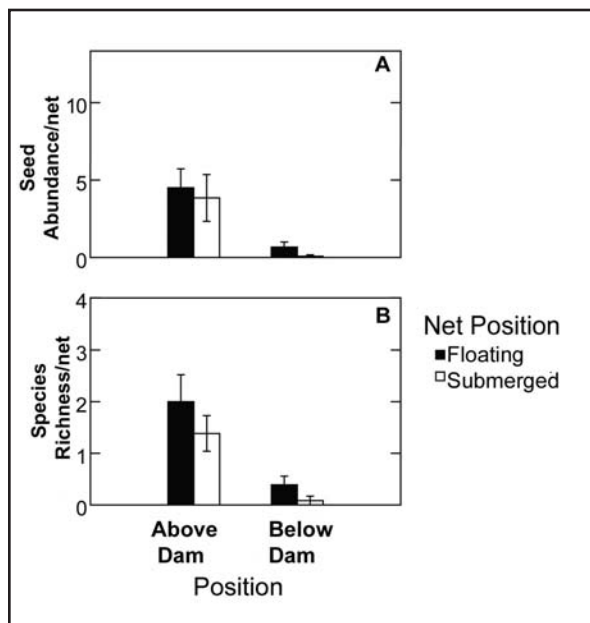 A
10
5
0
Seed
Abundance/net
B
4
3
2
1
0
Species
Richness/net
Above
Dam
Below
Dam
Position
Net Position
Floating
Submerged